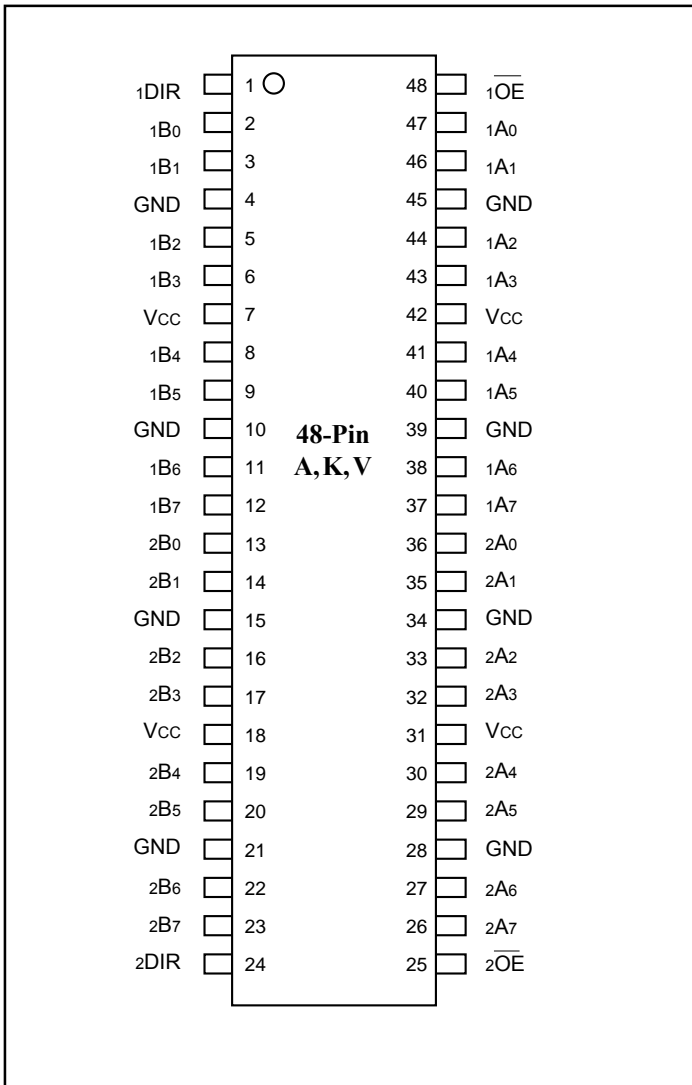 1DIR 1 48 1OE
1B0 2 47 1A0
1B1 3 46 1A1
GND 4 45 GND
1B2 5 44 1A2
1B3 6 43 1A3
VCC 7 42 VCC
1B4 8 41 1A4
1B5 9 40 1A5
GND 10 48-Pin 39 GND
1B6 11 A, K, V 38 1A6
1B7 12 37 1A7
2B0 13 36 2A0
2B1 14 35 2A1
GND 15 34 GND
2B2 16 33 2A2
2B3 17 32 2A3
VCC 18 31 VCC
2B4 19 30 2A4
2B5 20 29 2A5
GND 21 28 GND
2B6 22 27 2A6
2B7 23 26 2A7
2DIR 24 25 2OE